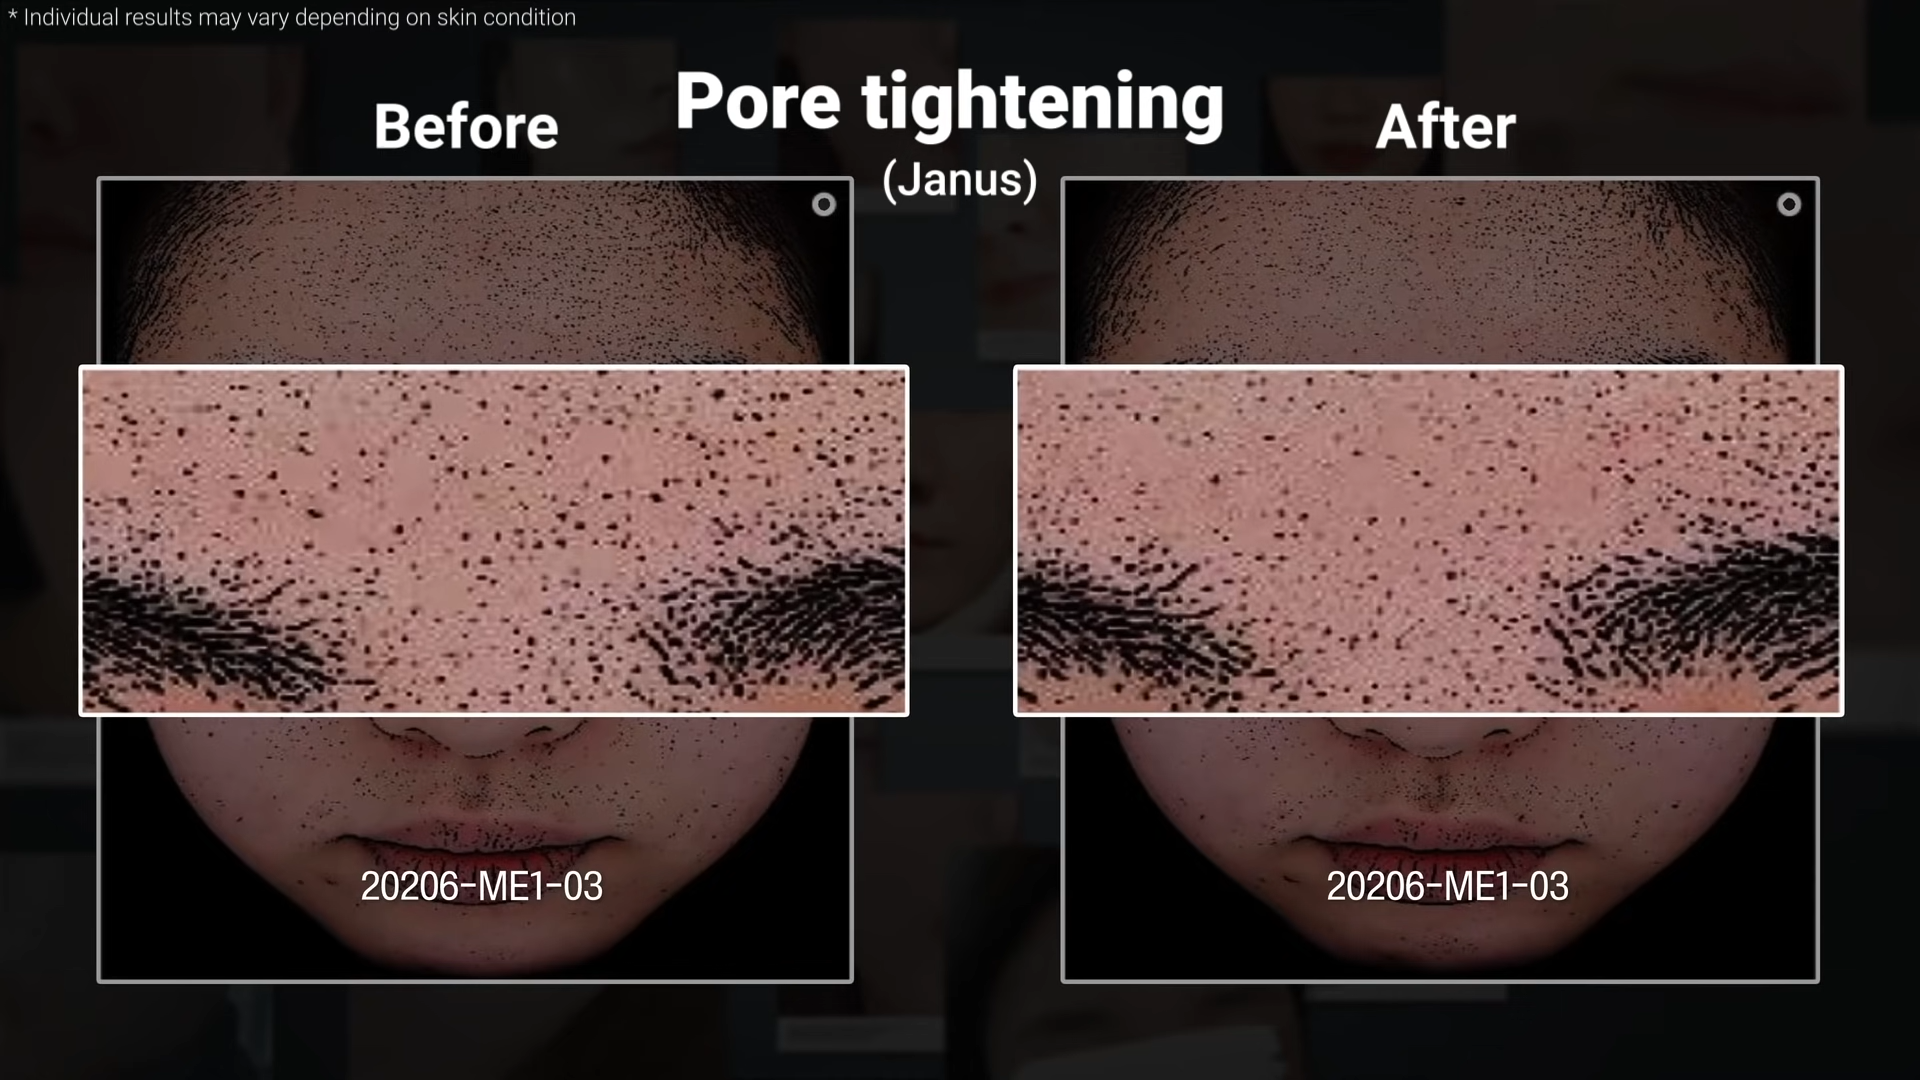 * Individual results may vary depending on skin condition
Pore tightening
(Janus)
Before
After
20206-ME1-03
20206-ME1-03